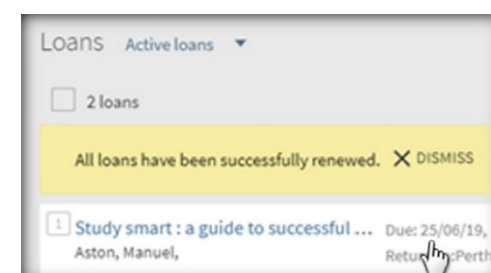 Loans Active loans
2 loans
All loans have been successfully renewed. X DISMISS
1 Study smart : a guide to successful ... Due: 25/06/19,
Aston, Manuel, Perth